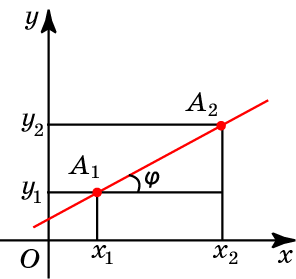 y
A₂
y₂
A₁
φ
y₁
O
x₁
x₂
x